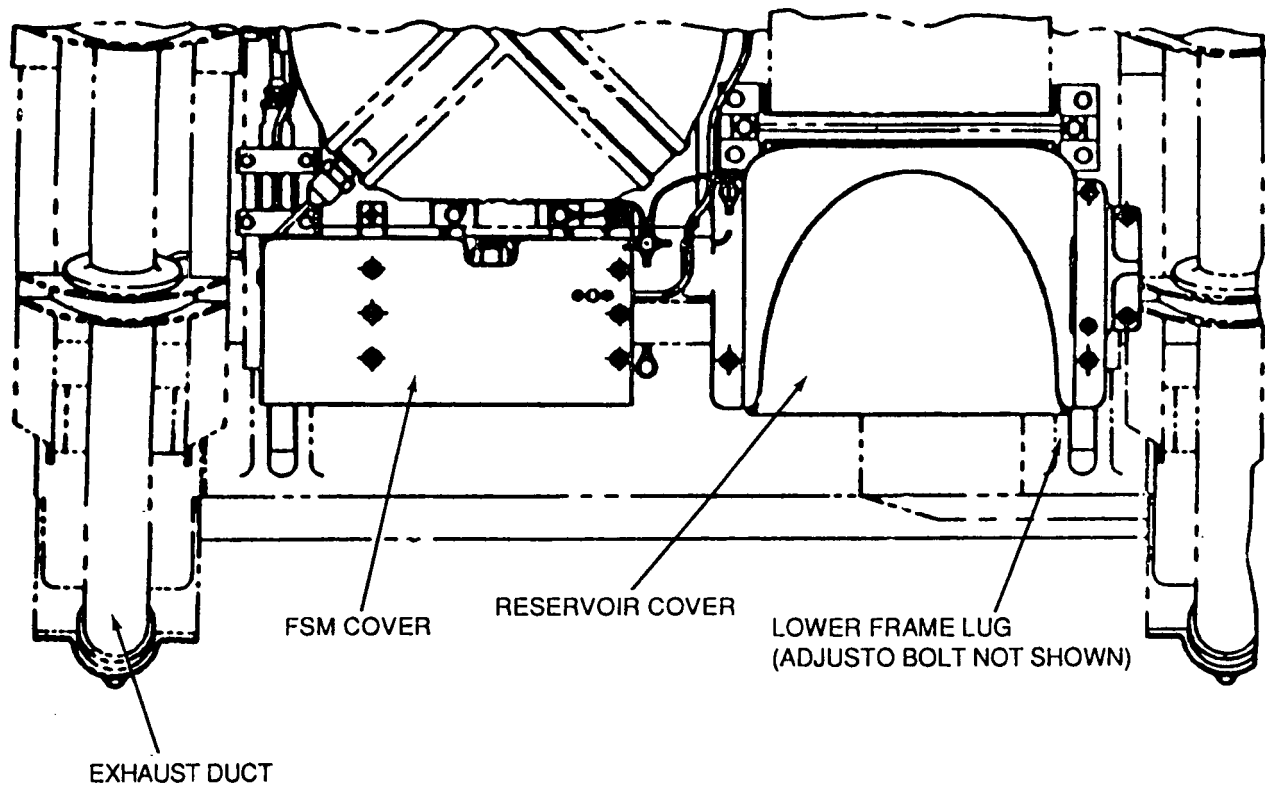 FSM COVER
RESERVOIR COVER
LOWER FRAME LUG
(ADJUSTO BOLT NOT SHOWN)
EXHAUST DUCT